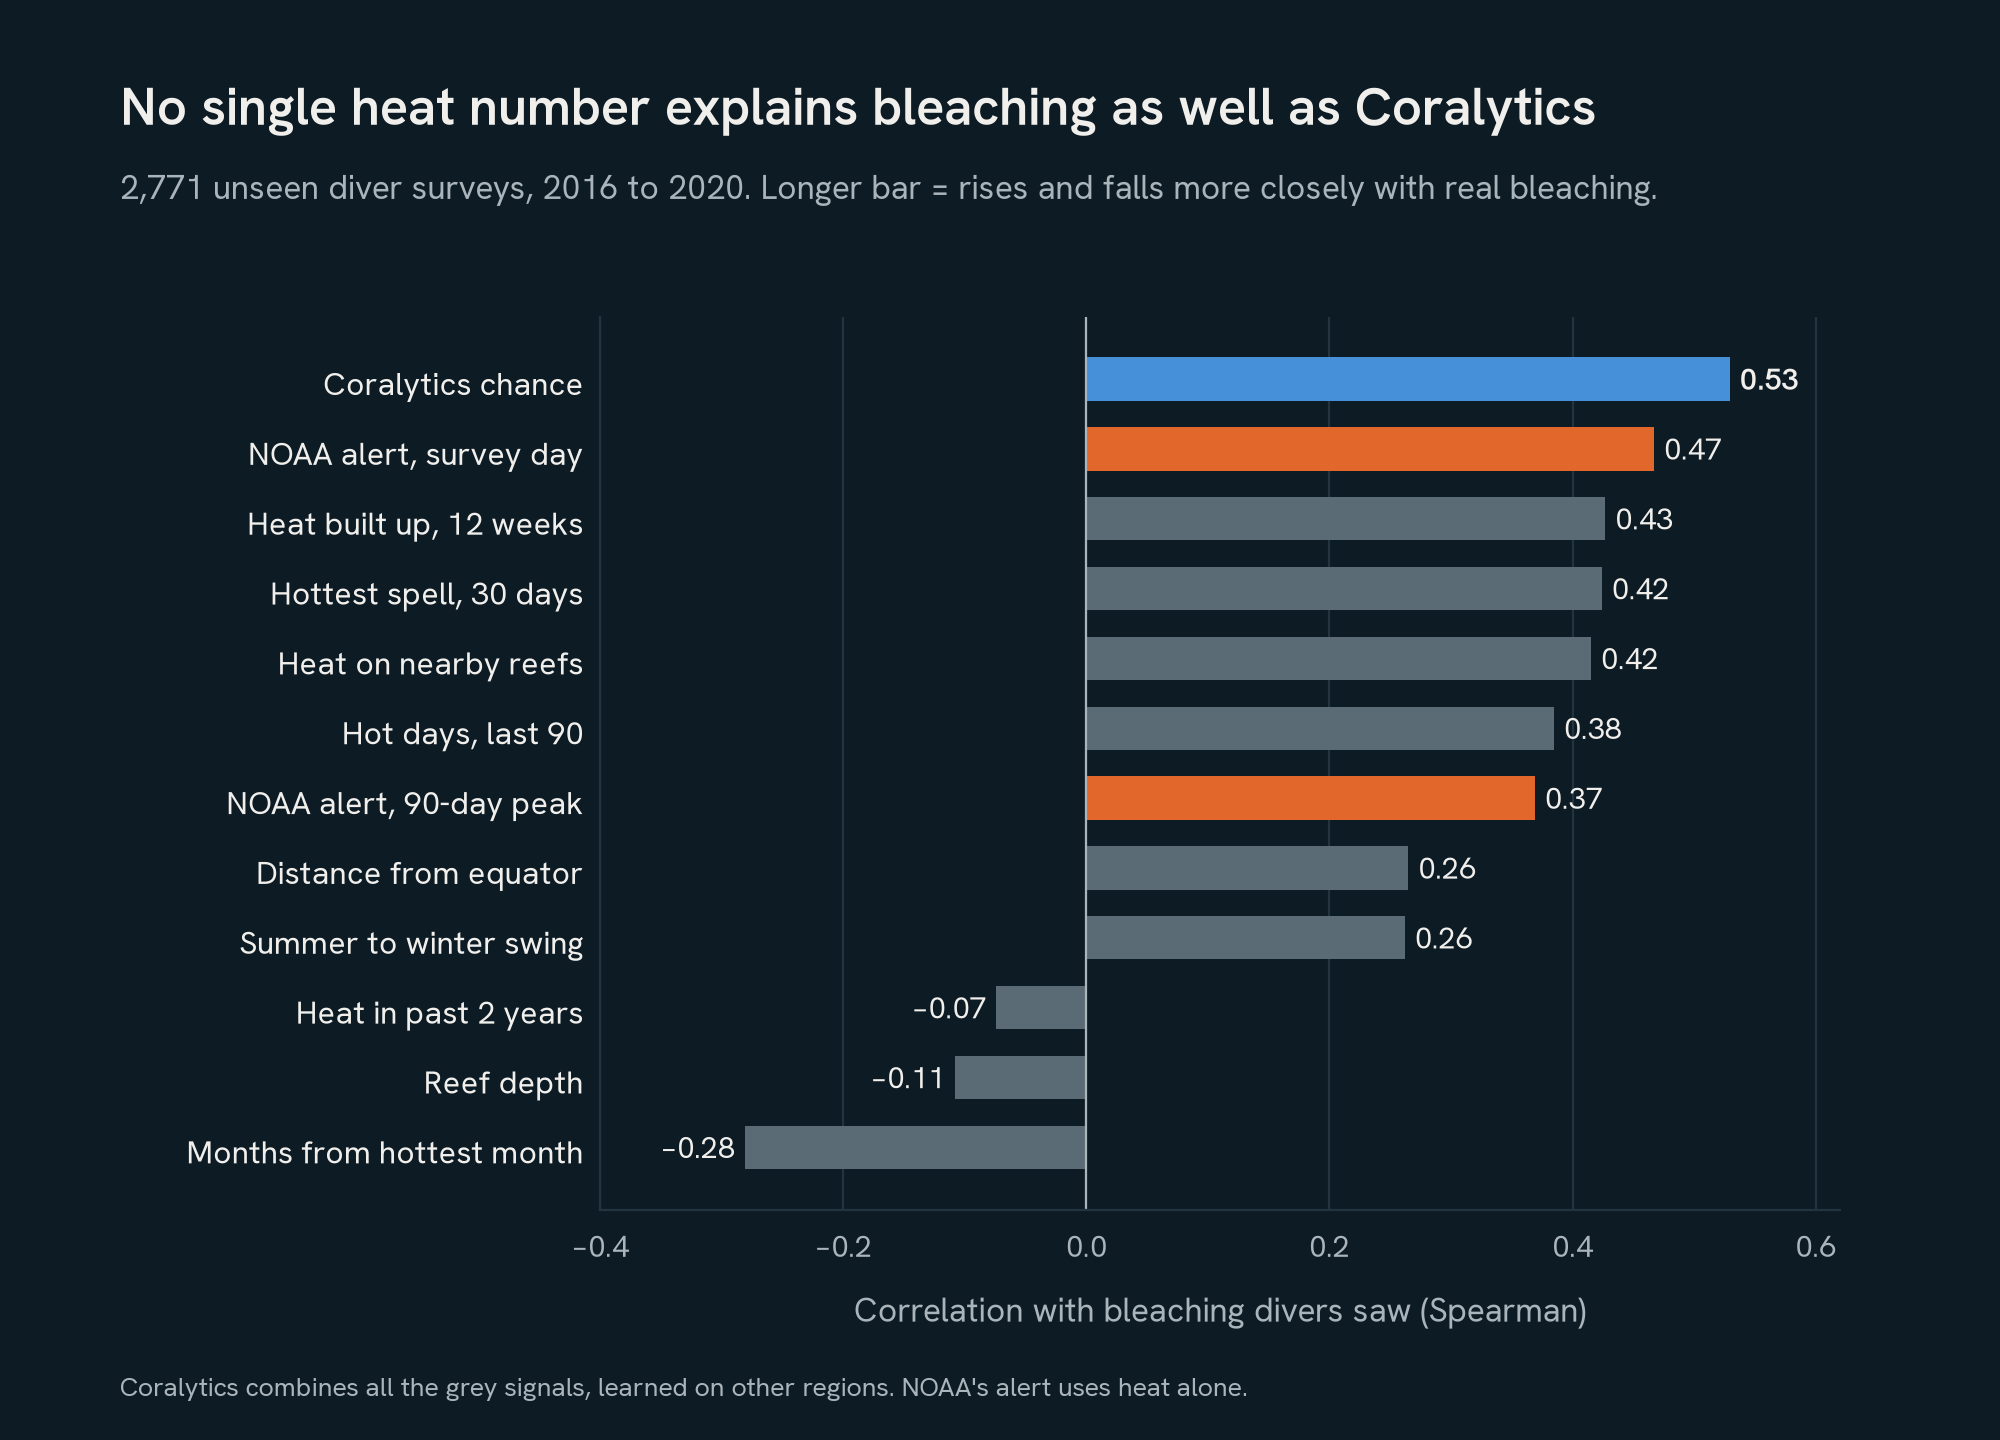 No single heat number explains bleaching as well as Coralytics
2,771 unseen diver surveys, 2016 to 2020. Longer bar = rises and falls more closely with real bleaching.
Coralytics chance
0.53
NOAA alert, survey day
0.47
Heat built up, 12 weeks
0.43
Hottest spell, 30 days
0.42
Heat on nearby reefs
0.42
Hot days, last 90
0.38
NOAA alert, 90-day peak
0.37
Distance from equator
0.26
Summer to winter swing
0.26
Heat in past 2 years
−0.07
Reef depth
−0.11
Months from hottest month
−0.28
−0.4 −0.2 0.0 0.2 0.4 0.6
Correlation with bleaching divers saw (Spearman)
Coralytics combines all the grey signals, learned on other regions. NOAA's alert uses heat alone.